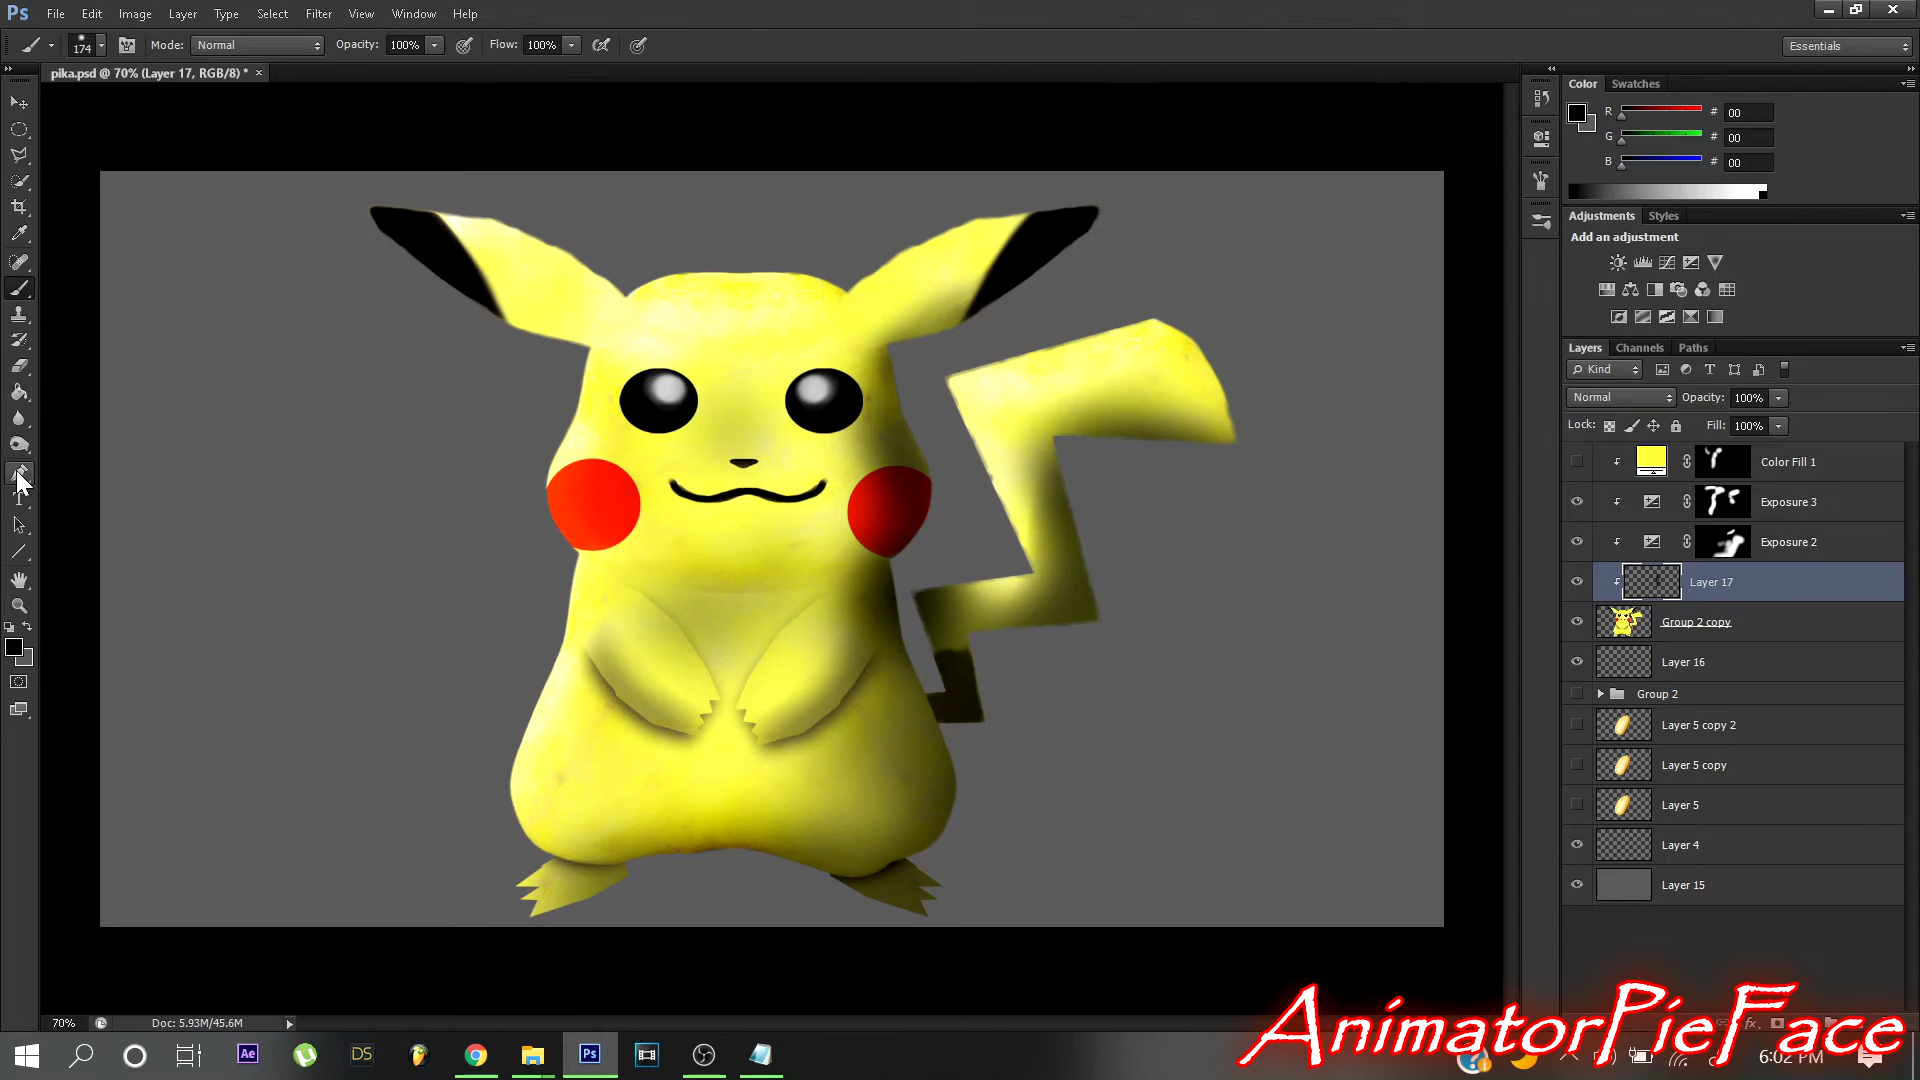 Ps File Edit Image Layer Type Select Filter View Window Help
174 Mode: Normal Opacity: 100% Flow: 100% Essentials
pika.psd @ 70% (Layer 17, RGB/8) * ×
Color Swatches
R # 00
G # 00
B # 00
Adjustments Styles
Add an adjustment
Layers Channels Paths
Kind T
Normal Opacity: 100%
Lock: Fill: 100%
Color Fill 1
Exposure 3
Exposure 2
Layer 17
Group 2 copy
Layer 16
Group 2
Layer 5 copy 2
Layer 5 copy
Layer 5
Layer 4
Layer 15
70% Doc: 5.93M/45.6M
AnimatorPieFace
Ae DS Ps 6:02 PM